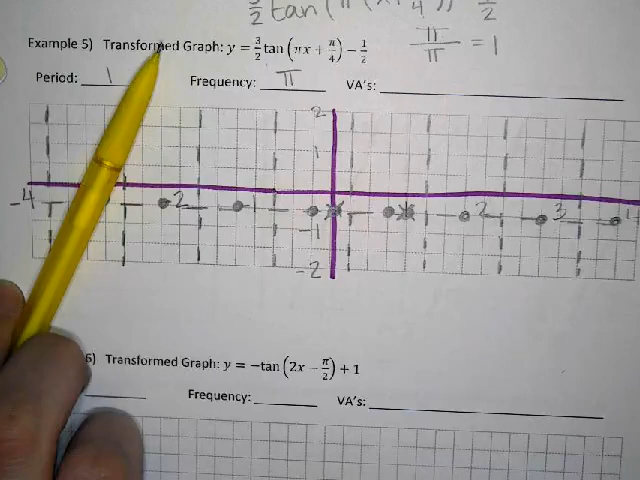 3/2 tan(π(x+1/4)) 1/2
Example 5) Transformed Graph: y = 3/2 tan(πx + π/4) − 1/2
π/π = 1
Period: 1 Frequency: π VA's:
2
1
-4 2 2 3 4
-1
-2
6) Transformed Graph: y = −tan(2x − π/2) + 1
Frequency: VA's: